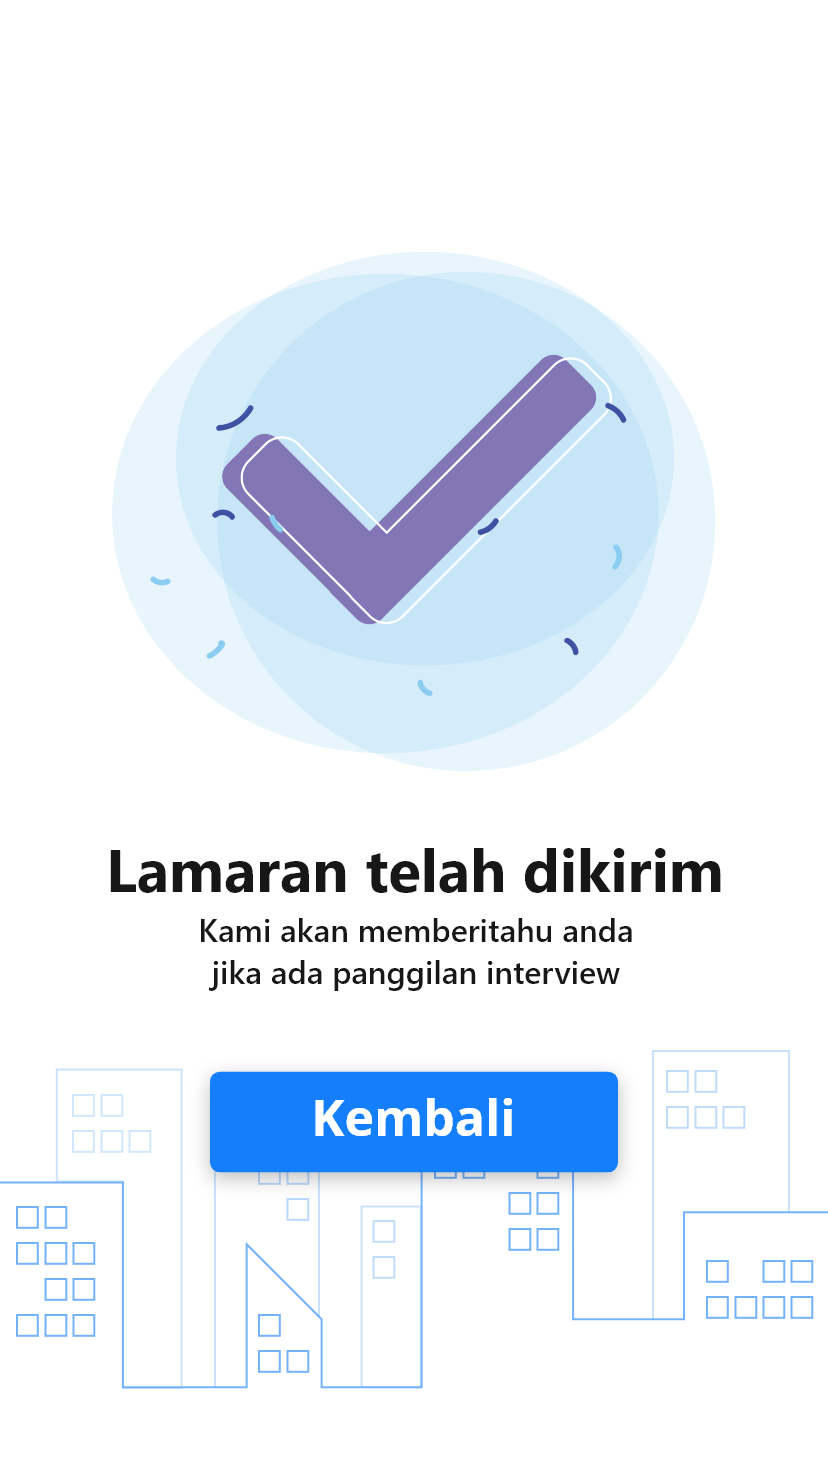 Lamaran telah dikirim
Kami akan memberitahu anda
jika ada panggilan interview
Kembali